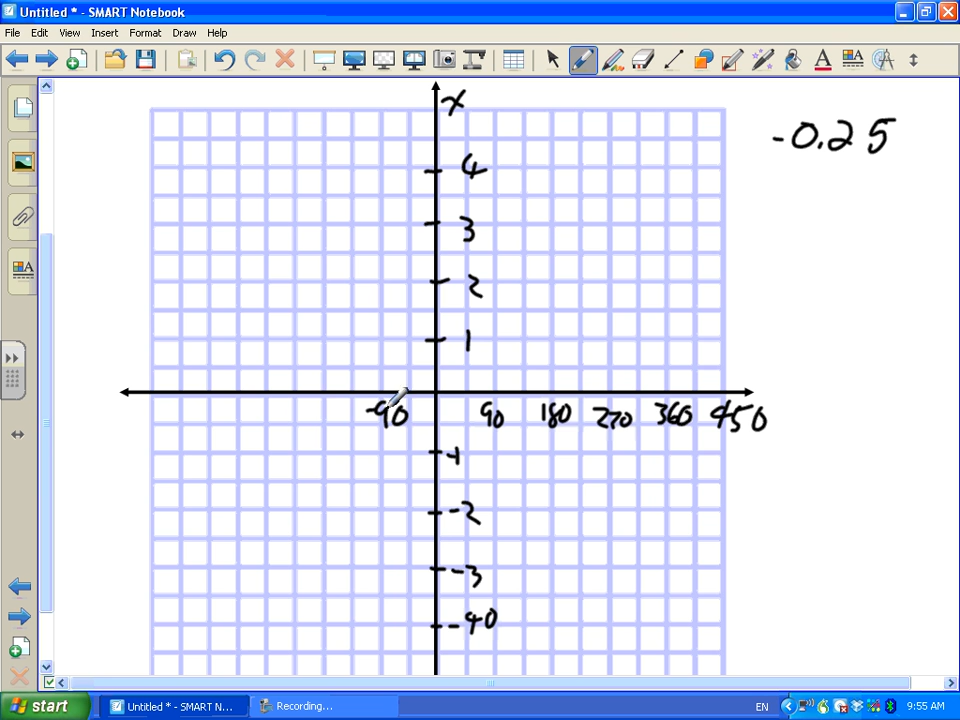 Untitled * - SMART Notebook
File Edit View Insert Format Draw Help
x
-0.25
4
3
2
1
-90 90 180 270 360 450
-1
-2
-3
-40
start Untitled * - SMART N... Recording... EN 9:55 AM